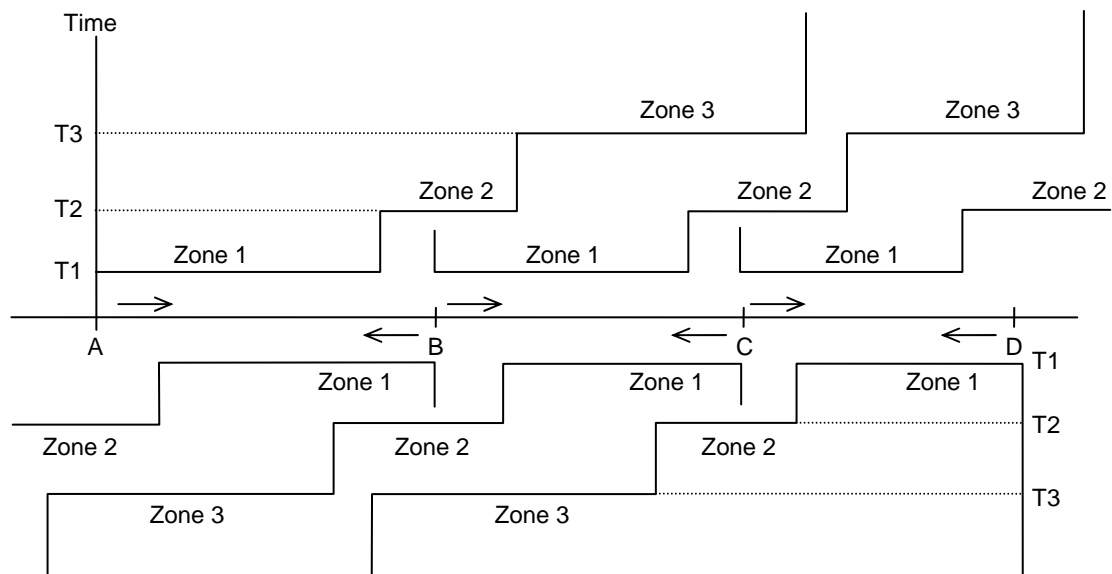 Time
Zone 3 Zone 3
T3
Zone 2 Zone 2 Zone 2
T2
Zone 1 Zone 1 Zone 1
T1
A B C D
T1
Zone 1 Zone 1 Zone 1
T2
Zone 2 Zone 2 Zone 2
T3
Zone 3 Zone 3